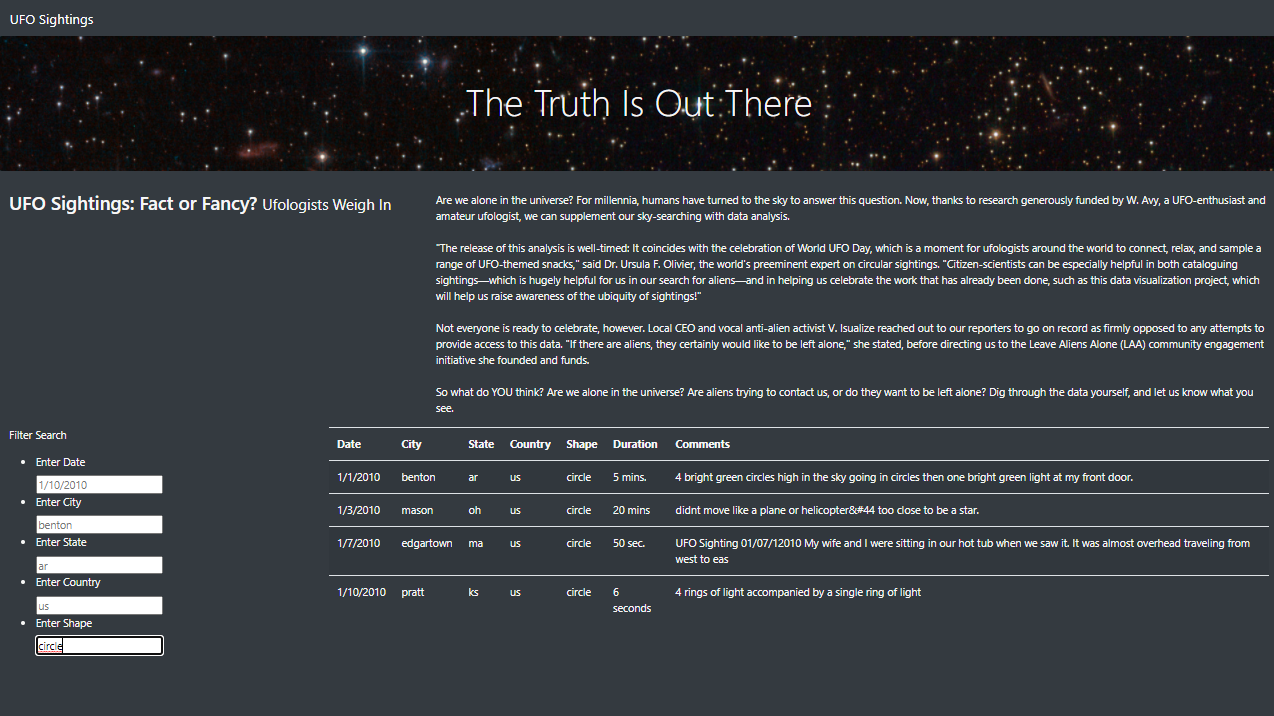 UFO Sightings
The Truth Is Out There
UFO Sightings: Fact or Fancy? Ufologists Weigh In
Are we alone in the universe? For millennia, humans have turned to the sky to answer this question. Now, thanks to research generously funded by W. Avy, a UFO-enthusiast and
amateur ufologist, we can supplement our sky-searching with data analysis.
"The release of this analysis is well-timed: It coincides with the celebration of World UFO Day, which is a moment for ufologists around the world to connect, relax, and sample a
range of UFO-themed snacks," said Dr. Ursula F. Olivier, the world's preeminent expert on circular sightings. "Citizen-scientists can be especially helpful in both cataloguing
sightings—which is hugely helpful for us in our search for aliens—and in helping us celebrate the work that has already been done, such as this data visualization project, which
will help us raise awareness of the ubiquity of sightings!"
Not everyone is ready to celebrate, however. Local CEO and vocal anti-alien activist V. Isualize reached out to our reporters to go on record as firmly opposed to any attempts to
provide access to this data. "If there are aliens, they certainly would like to be left alone," she stated, before directing us to the Leave Aliens Alone (LAA) community engagement
initiative she founded and funds.
So what do YOU think? Are we alone in the universe? Are aliens trying to contact us, or do they want to be left alone? Dig through the data yourself, and let us know what you
see.
Filter Search
Enter Date
1/10/2010
Enter City
benton
Enter State
ar
Enter Country
us
Enter Shape
circle
Date City State Country Shape Duration Comments
1/1/2010 benton ar us circle 5 mins. 4 bright green circles high in the sky going in circles then one bright green light at my front door.
1/3/2010 mason oh us circle 20 mins didnt move like a plane or helicopter&#44 too close to be a star.
1/7/2010 edgartown ma us circle 50 sec. UFO Sighting 01/07/12010 My wife and I were sitting in our hot tub when we saw it. It was almost overhead traveling from
west to eas
1/10/2010 pratt ks us circle 6 4 rings of light accompanied by a single ring of light
seconds